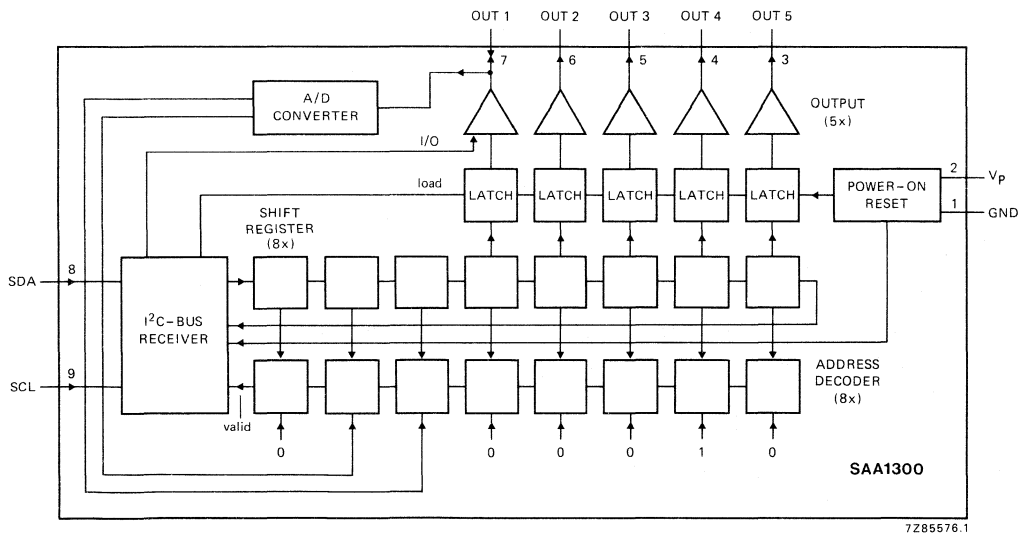 OUT 1
OUT 2
OUT 3
OUT 4
OUT 5
7
6
5
4
3
A/D
CONVERTER
OUTPUT
(5x)
I/O
load
LATCH
LATCH
LATCH
LATCH
LATCH
POWER-ON
RESET
2
VP
1
GND
SHIFT
REGISTER
(8x)
SDA
8
I²C-BUS
RECEIVER
SCL
9
ADDRESS
DECODER
(8x)
valid
0
0
0
0
1
0
SAA1300
7Z85576.1